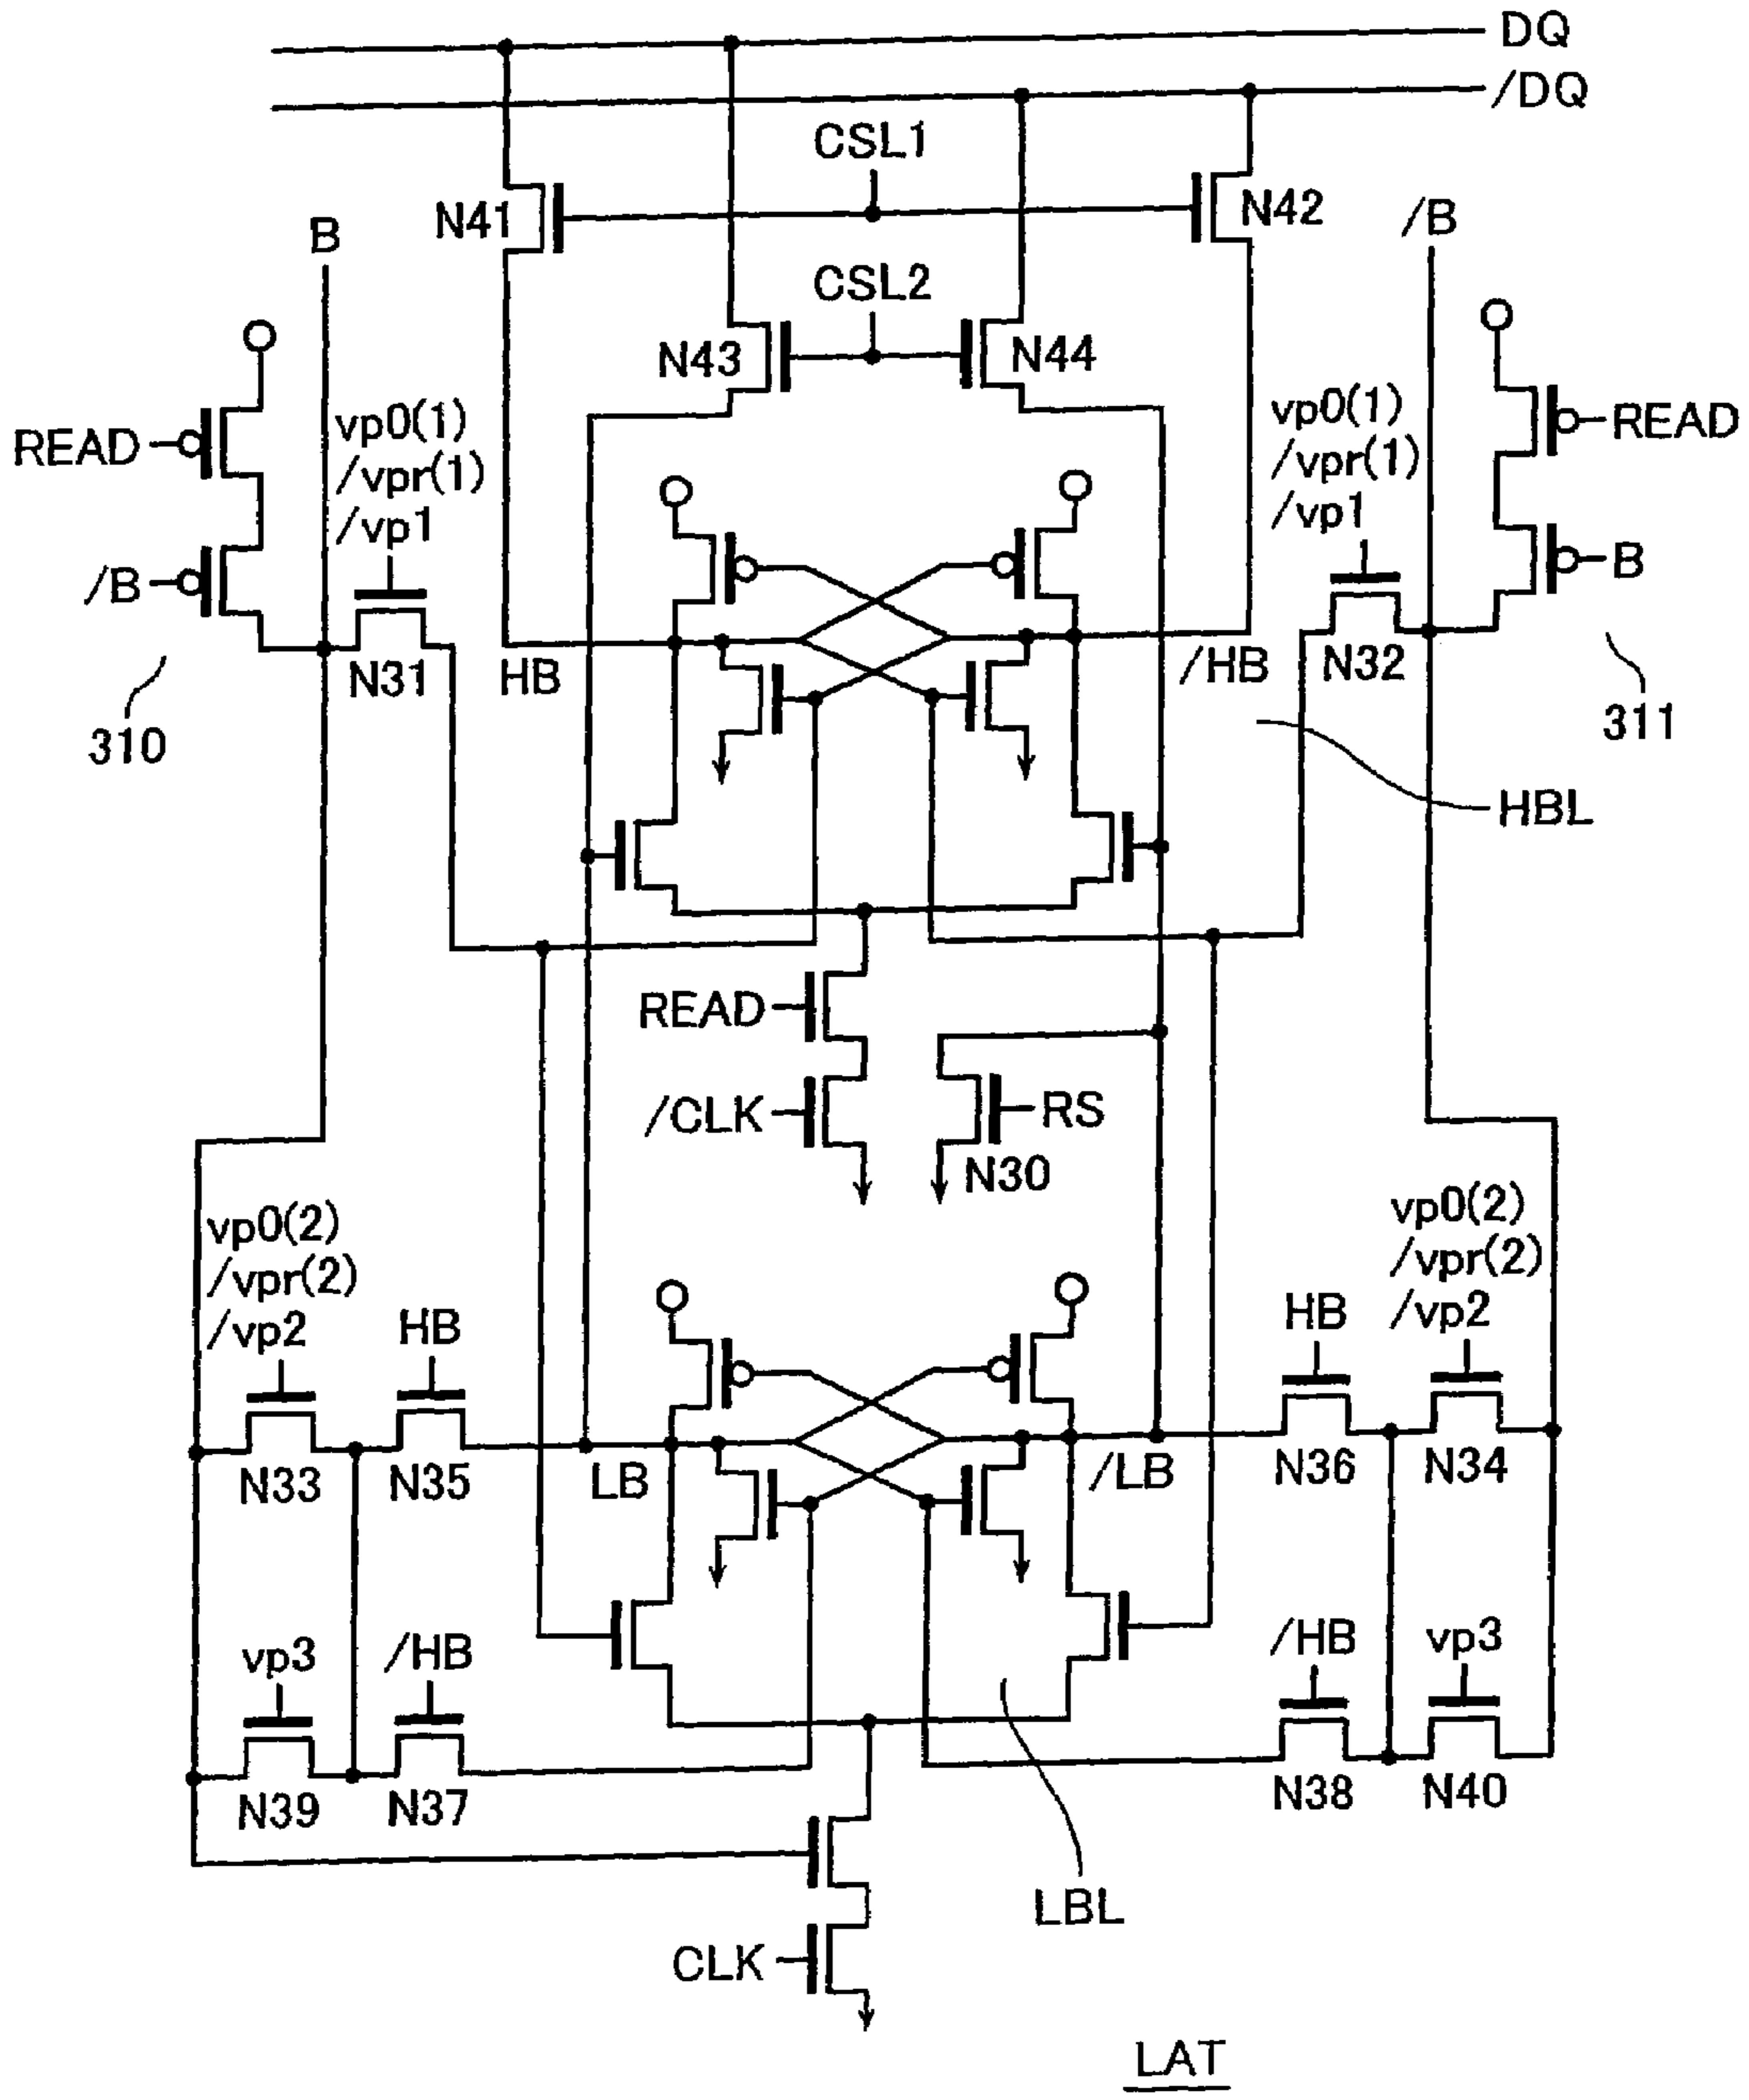 DQ
/DQ
CSL1
N41
N42
B
/B
CSL2
N43
N44
vp0(1)
/vpr(1)
/vp1
vp0(1)
/vpr(1)
/vp1
READ
READ
/B
B
N31
HB
/HB
N32
310
311
HBL
READ
/CLK
RS
N30
vp0(2)
/vpr(2)
/vp2
vp0(2)
/vpr(2)
/vp2
HB
HB
N33
N35
LB
/LB
N36
N34
vp3
/HB
/HB
vp3
N39
N37
N38
N40
LBL
CLK
LAT